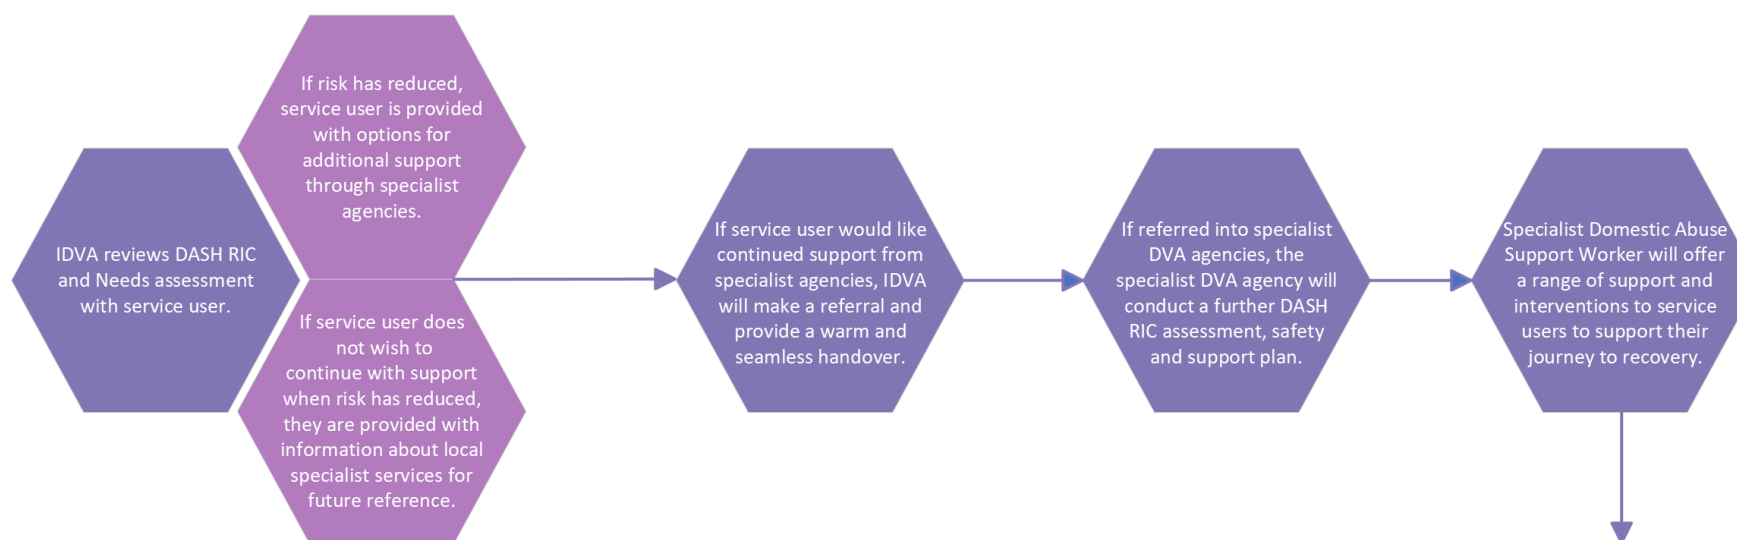 IDVA reviews DASH RIC
and Needs assessment
with service user.
If risk has reduced,
service user is provided
with options for
additional support
through specialist
agencies.
If service user does
not wish to
continue with support
when risk has reduced,
they are provided with
information about local
specialist services for
future reference.
If service user would like
continued support from
specialist agencies, IDVA
will make a referral and
provide a warm and
seamless handover.
If referred into specialist
DVA agencies, the
specialist DVA agency will
conduct a further DASH
RIC assessment, safety
and support plan.
Specialist Domestic Abuse
Support Worker will offer
a range of support and
interventions to service
users to support their
journey to recovery.